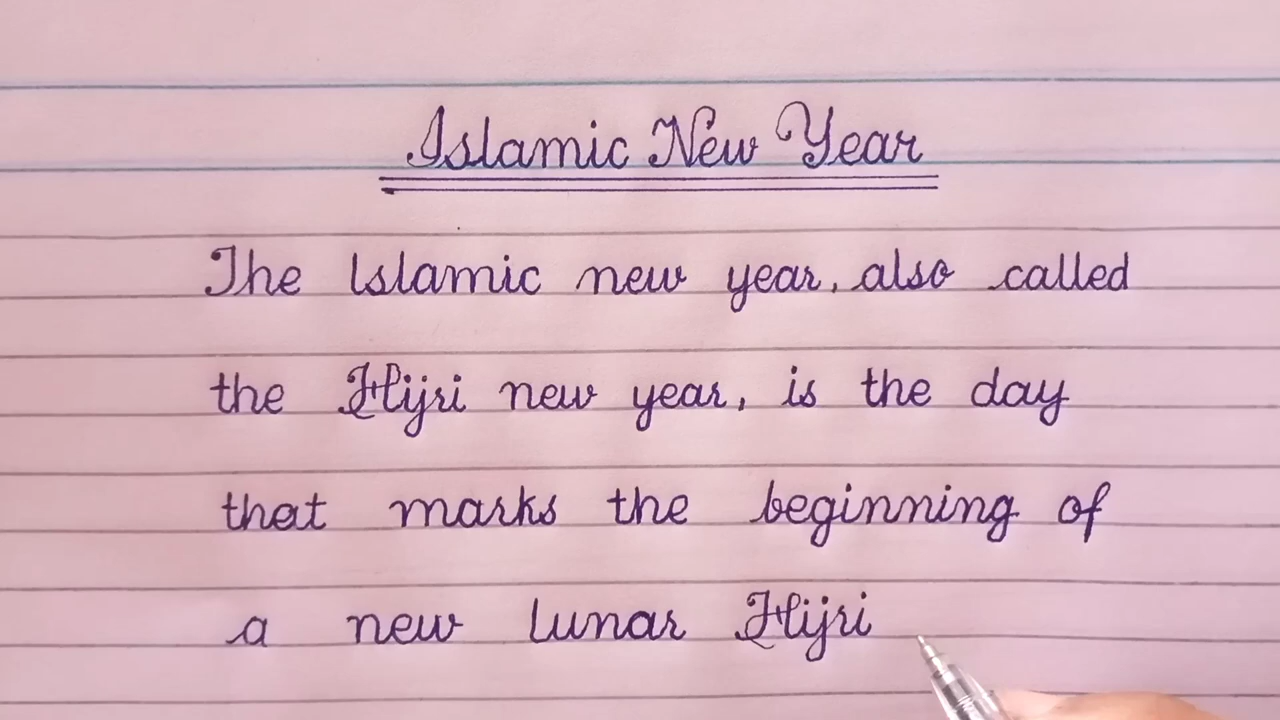 Islamic New Year
The Islamic new year, also called
the Hijri new year, is the day
that marks the beginning of
a new lunar Hijri